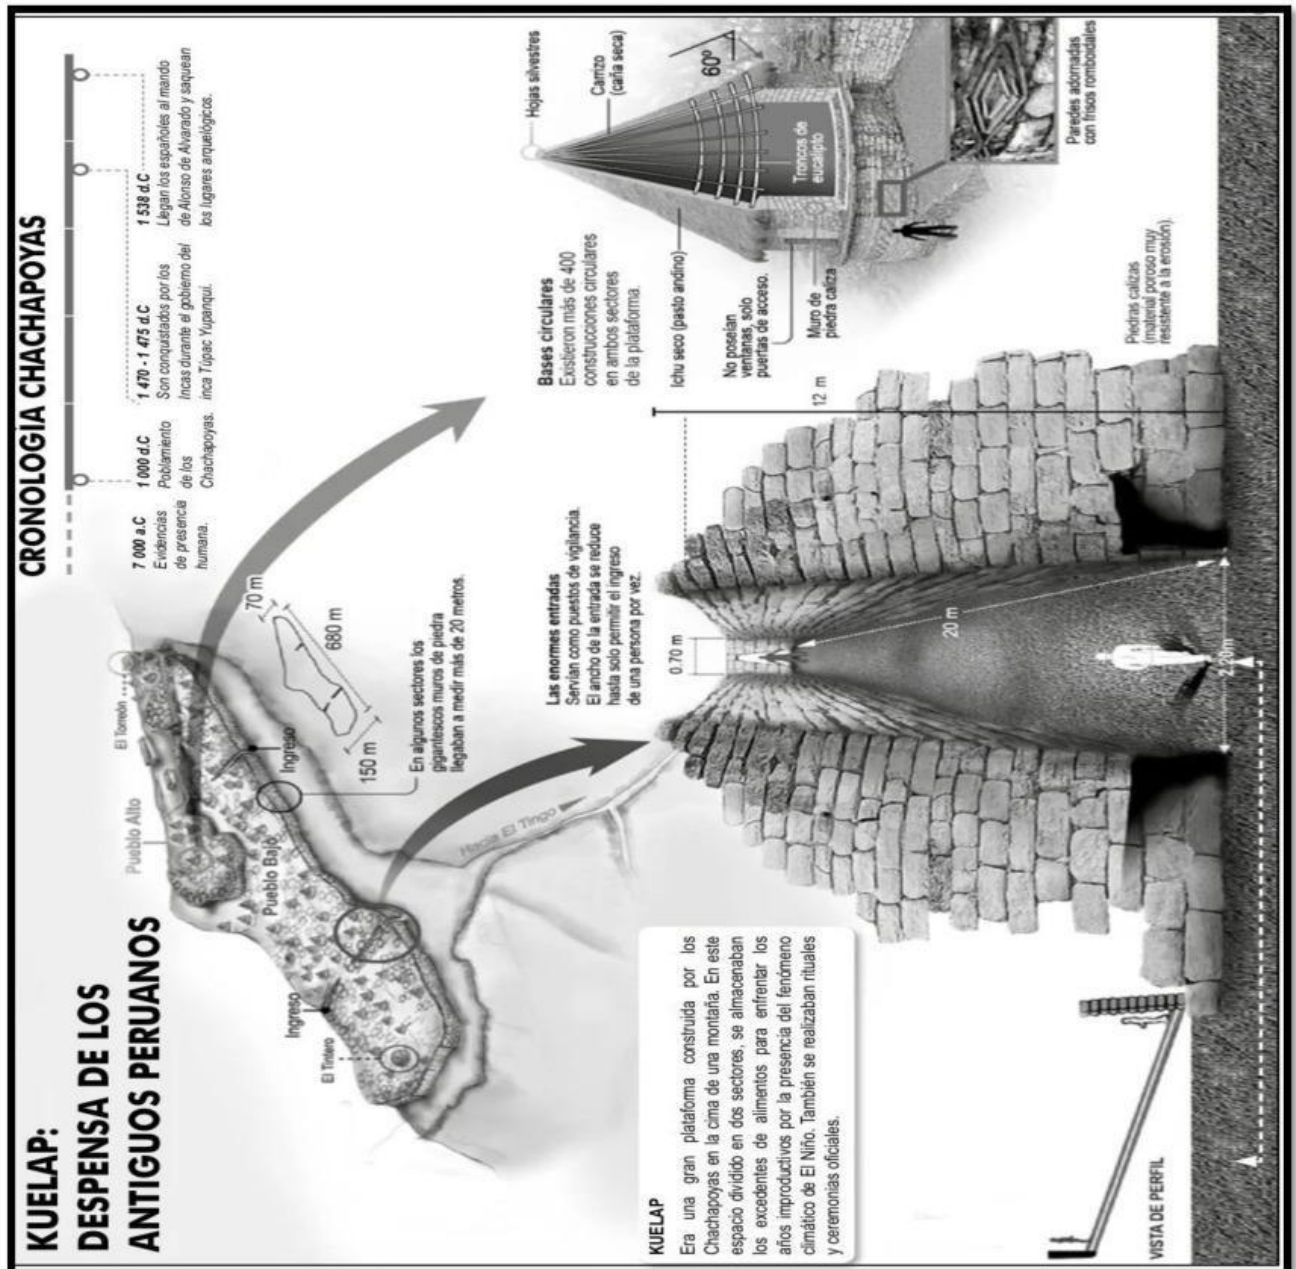 KUELAP:
DESPENSA DE LOS
ANTIGUOS PERUANOS
CRONOLOGIA CHACHAPOYAS
7 000 a.C
Evidencias
de presencia
humana.
1 000 d.C
Poblamiento
de los
Chachapoyas.
1 470 - 1 475 d.C
Son conquistados por los
Incas durante el gobierno del
inca Túpac Yupanqui.
1 538 d.C
Llegan los españoles al mando
de Alonso de Alvarado y saquean
los lugares arquelógicos.
El Torreón
Pueblo Alto
Pueblo Bajo
Ingreso
Ingreso
El Tintero
70 m
680 m
150 m
En algunos sectores los
gigantescos muros de piedra
llegaban a medir más de 20 metros.
Hacia El Tingo
Bases circulares
Existieron más de 400
construcciones circulares
en ambos sectores
de la plataforma.
Hojas silvestres
Carrizo
(caña seca)
60º
Ichu seco (pasto andino)
Troncos de
eucalipto
No poseían
ventanas, solo
puertas de acceso.
Muro de
piedra caliza
Paredes adornadas
con frisos romboidales
Las enormes entradas
Servían como puestos de vigilancia.
El ancho de la entrada se reduce
hasta solo permitir el ingreso
de una persona por vez.
0.70 m
12 m
20 m
Piedras calizas
(material poroso muy
resistente a la erosión).
KUELAP
Era una gran plataforma construida por los
Chachapoyas en la cima de una montaña. En este
espacio dividido en dos sectores, se almacenaban
los excedentes de alimentos para enfrentar los
años improductivos por la presencia del fenómeno
climático de El Niño. También se realizaban rituales
y ceremonias oficiales.
VISTA DE PERFIL